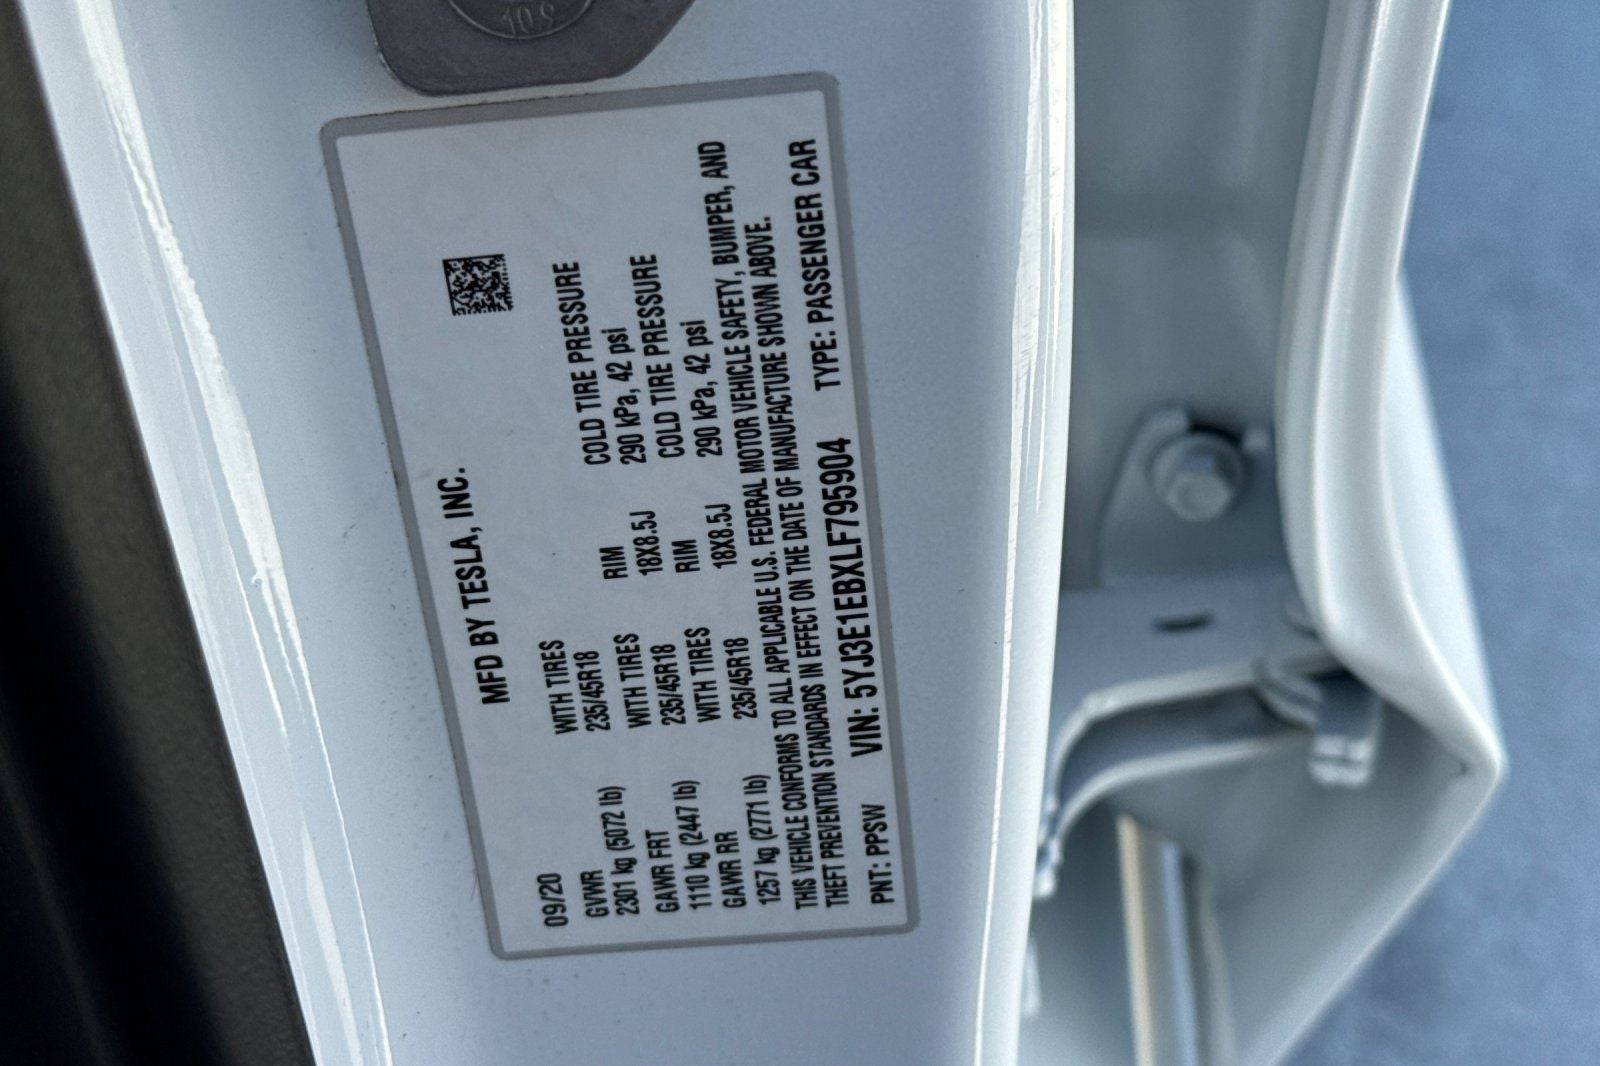 10-9
MFD BY TESLA, INC.
09/20
GVWR WITH TIRES RIM COLD TIRE PRESSURE
2301 kg (5072 lb) 235/45R18 18X8.5J 290 kPa, 42 psi
GAWR FRT WITH TIRES RIM COLD TIRE PRESSURE
1110 kg (2447 lb) 235/45R18 18X8.5J 290 kPa, 42 psi
GAWR RR WITH TIRES
1257 kg (2771 lb) 235/45R18
THIS VEHICLE CONFORMS TO ALL APPLICABLE U.S. FEDERAL MOTOR VEHICLE SAFETY, BUMPER, AND
THEFT PREVENTION STANDARDS IN EFFECT ON THE DATE OF MANUFACTURE SHOWN ABOVE.
PNT: PPSW VIN: 5YJ3E1EBXLF795904 TYPE: PASSENGER CAR